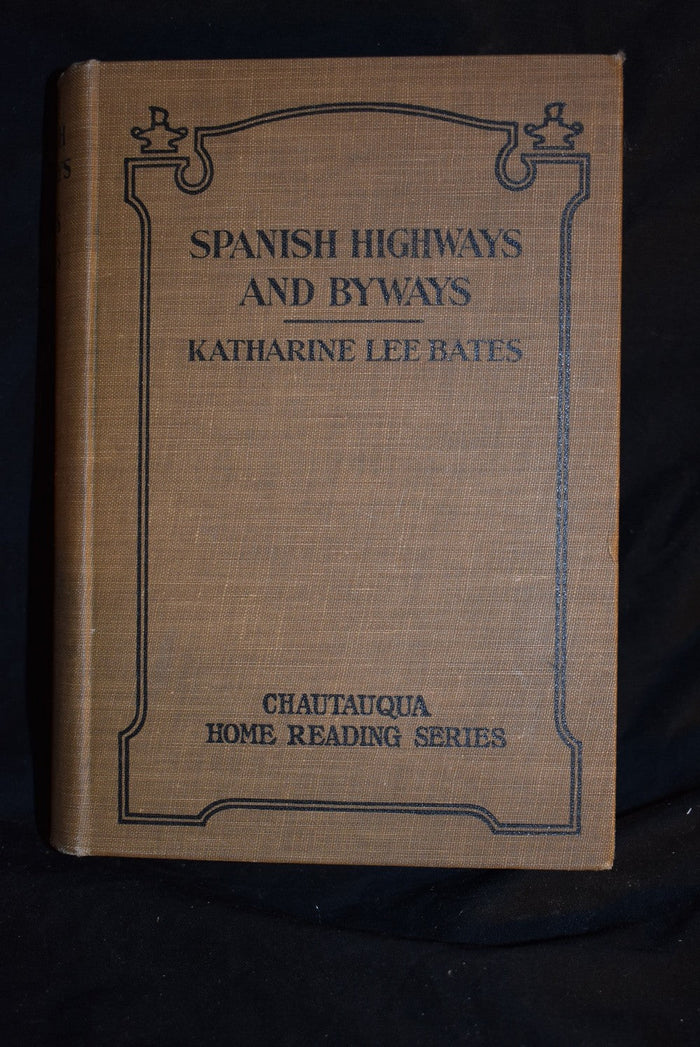 SPANISH HIGHWAYS
AND BYWAYS
KATHARINE LEE BATES
CHAUTAUQUA
HOME READING SERIES